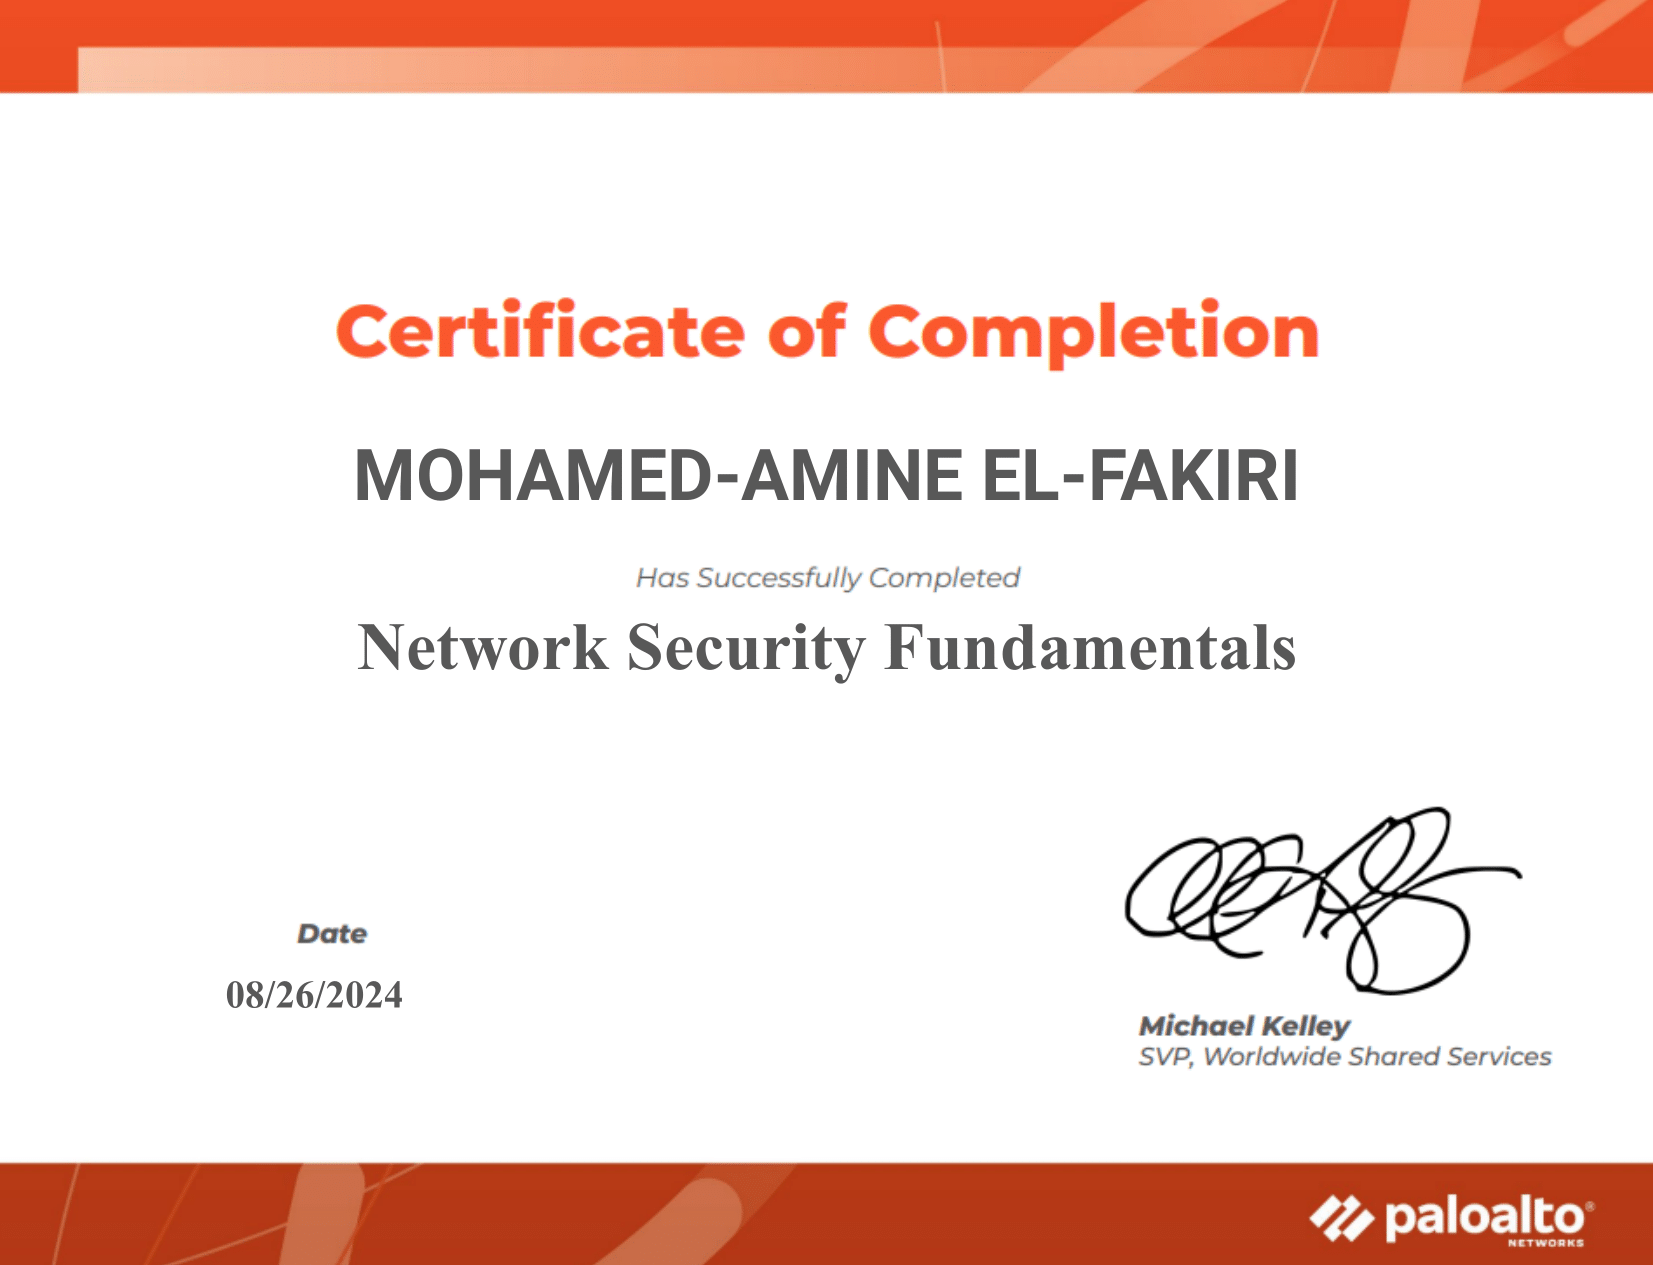 Certificate of Completion
MOHAMED-AMINE EL-FAKIRI
Has Successfully Completed
Network Security Fundamentals
Date
08/26/2024
Michael Kelley
SVP, Worldwide Shared Services
paloalto®
NETWORKS